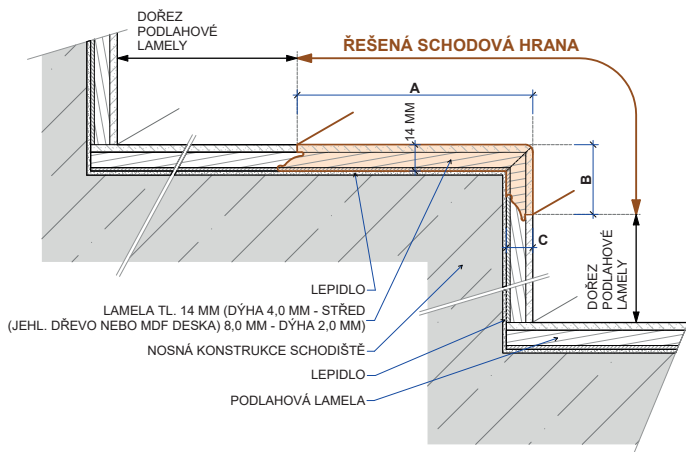 DOŘEZ
PODLAHOVÉ
LAMELY
ŘEŠENÁ SCHODOVÁ HRANA
A
14 MM
B
C
DOŘEZ
PODLAHOVÉ
LAMELY
LEPIDLO
LAMELA TL. 14 MM (DÝHA 4,0 MM - STŘED
(JEHL. DŘEVO NEBO MDF DESKA) 8,0 MM - DÝHA 2,0 MM)
NOSNÁ KONSTRUKCE SCHODIŠTĚ
LEPIDLO
PODLAHOVÁ LAMELA